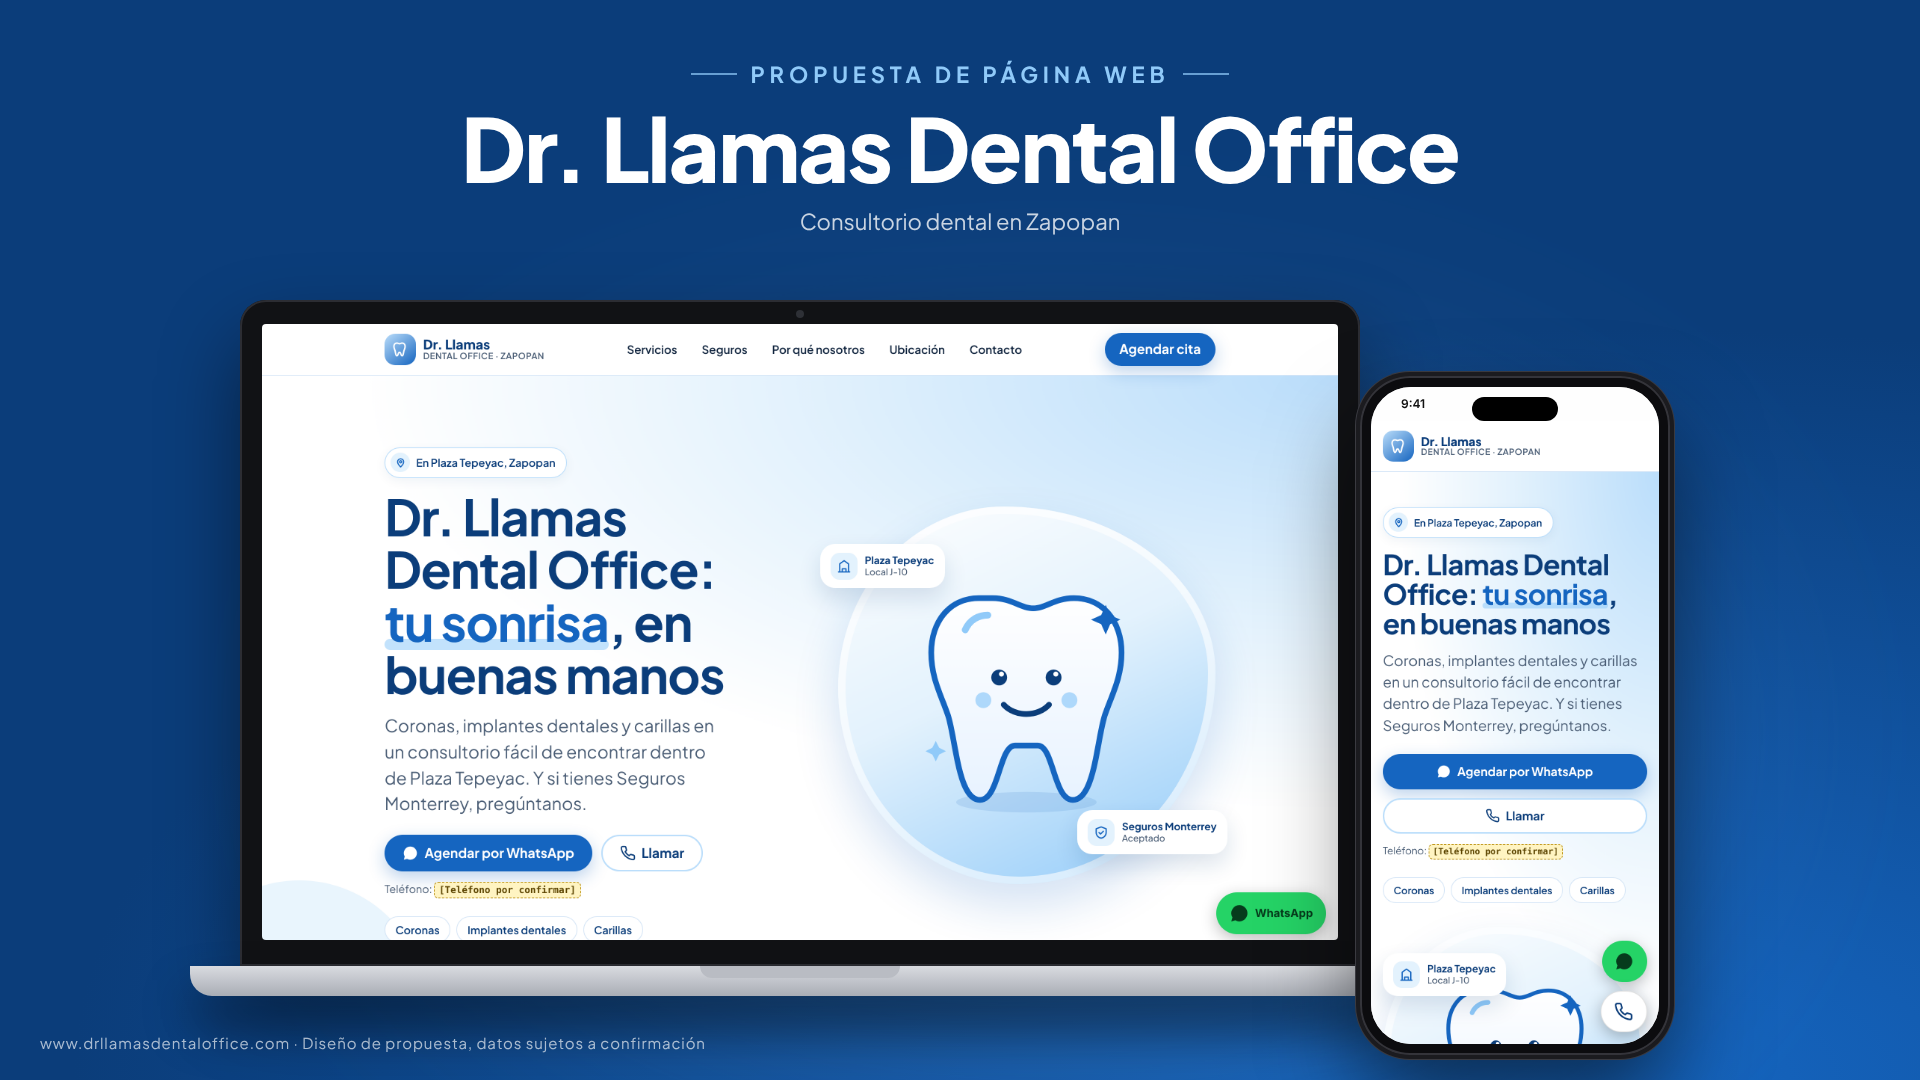 PROPUESTA DE PÁGINA WEB
Dr. Llamas Dental Office
Consultorio dental en Zapopan
Dr. Llamas
DENTAL OFFICE · ZAPOPAN
Servicios
Seguros
Por qué nosotros
Ubicación
Contacto
Agendar cita
En Plaza Tepeyac, Zapopan
Dr. Llamas
Dental Office:
tu sonrisa, en
buenas manos
Coronas, implantes dentales y carillas en
un consultorio fácil de encontrar dentro
de Plaza Tepeyac. Y si tienes Seguros
Monterrey, pregúntanos.
Agendar por WhatsApp
Llamar
Teléfono: [Teléfono por confirmar]
Coronas
Implantes dentales
Carillas
Plaza Tepeyac
Local J-10
Seguros Monterrey
Aceptado
WhatsApp
9:41
Dr. Llamas
DENTAL OFFICE · ZAPOPAN
En Plaza Tepeyac, Zapopan
Dr. Llamas Dental
Office: tu sonrisa,
en buenas manos
Coronas, implantes dentales y carillas
en un consultorio fácil de encontrar
dentro de Plaza Tepeyac. Y si tienes
Seguros Monterrey, pregúntanos.
Agendar por WhatsApp
Llamar
Teléfono: [Teléfono por confirmar]
Coronas
Implantes dentales
Carillas
Plaza Tepeyac
Local J-10
www.drllamasdentaloffice.com · Diseño de propuesta, datos sujetos a confirmación